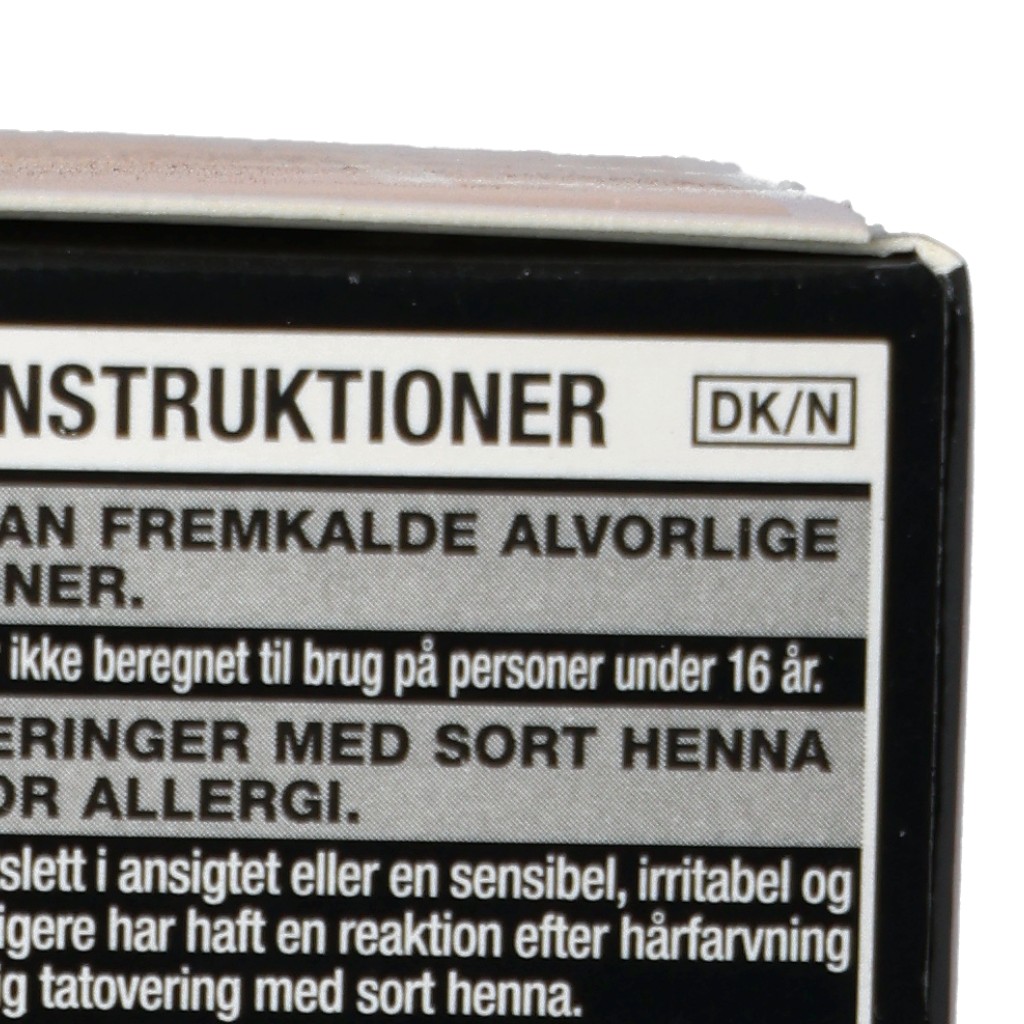 NSTRUKTIONER DK/N
AN FREMKALDE ALVORLIGE
NER.
ikke beregnet til brug på personer under 16 år.
ERINGER MED SORT HENNA
OR ALLERGI.
slett i ansigtet eller en sensibel, irritabel og
igere har haft en reaktion efter hårfarvning
ig tatovering med sort henna.